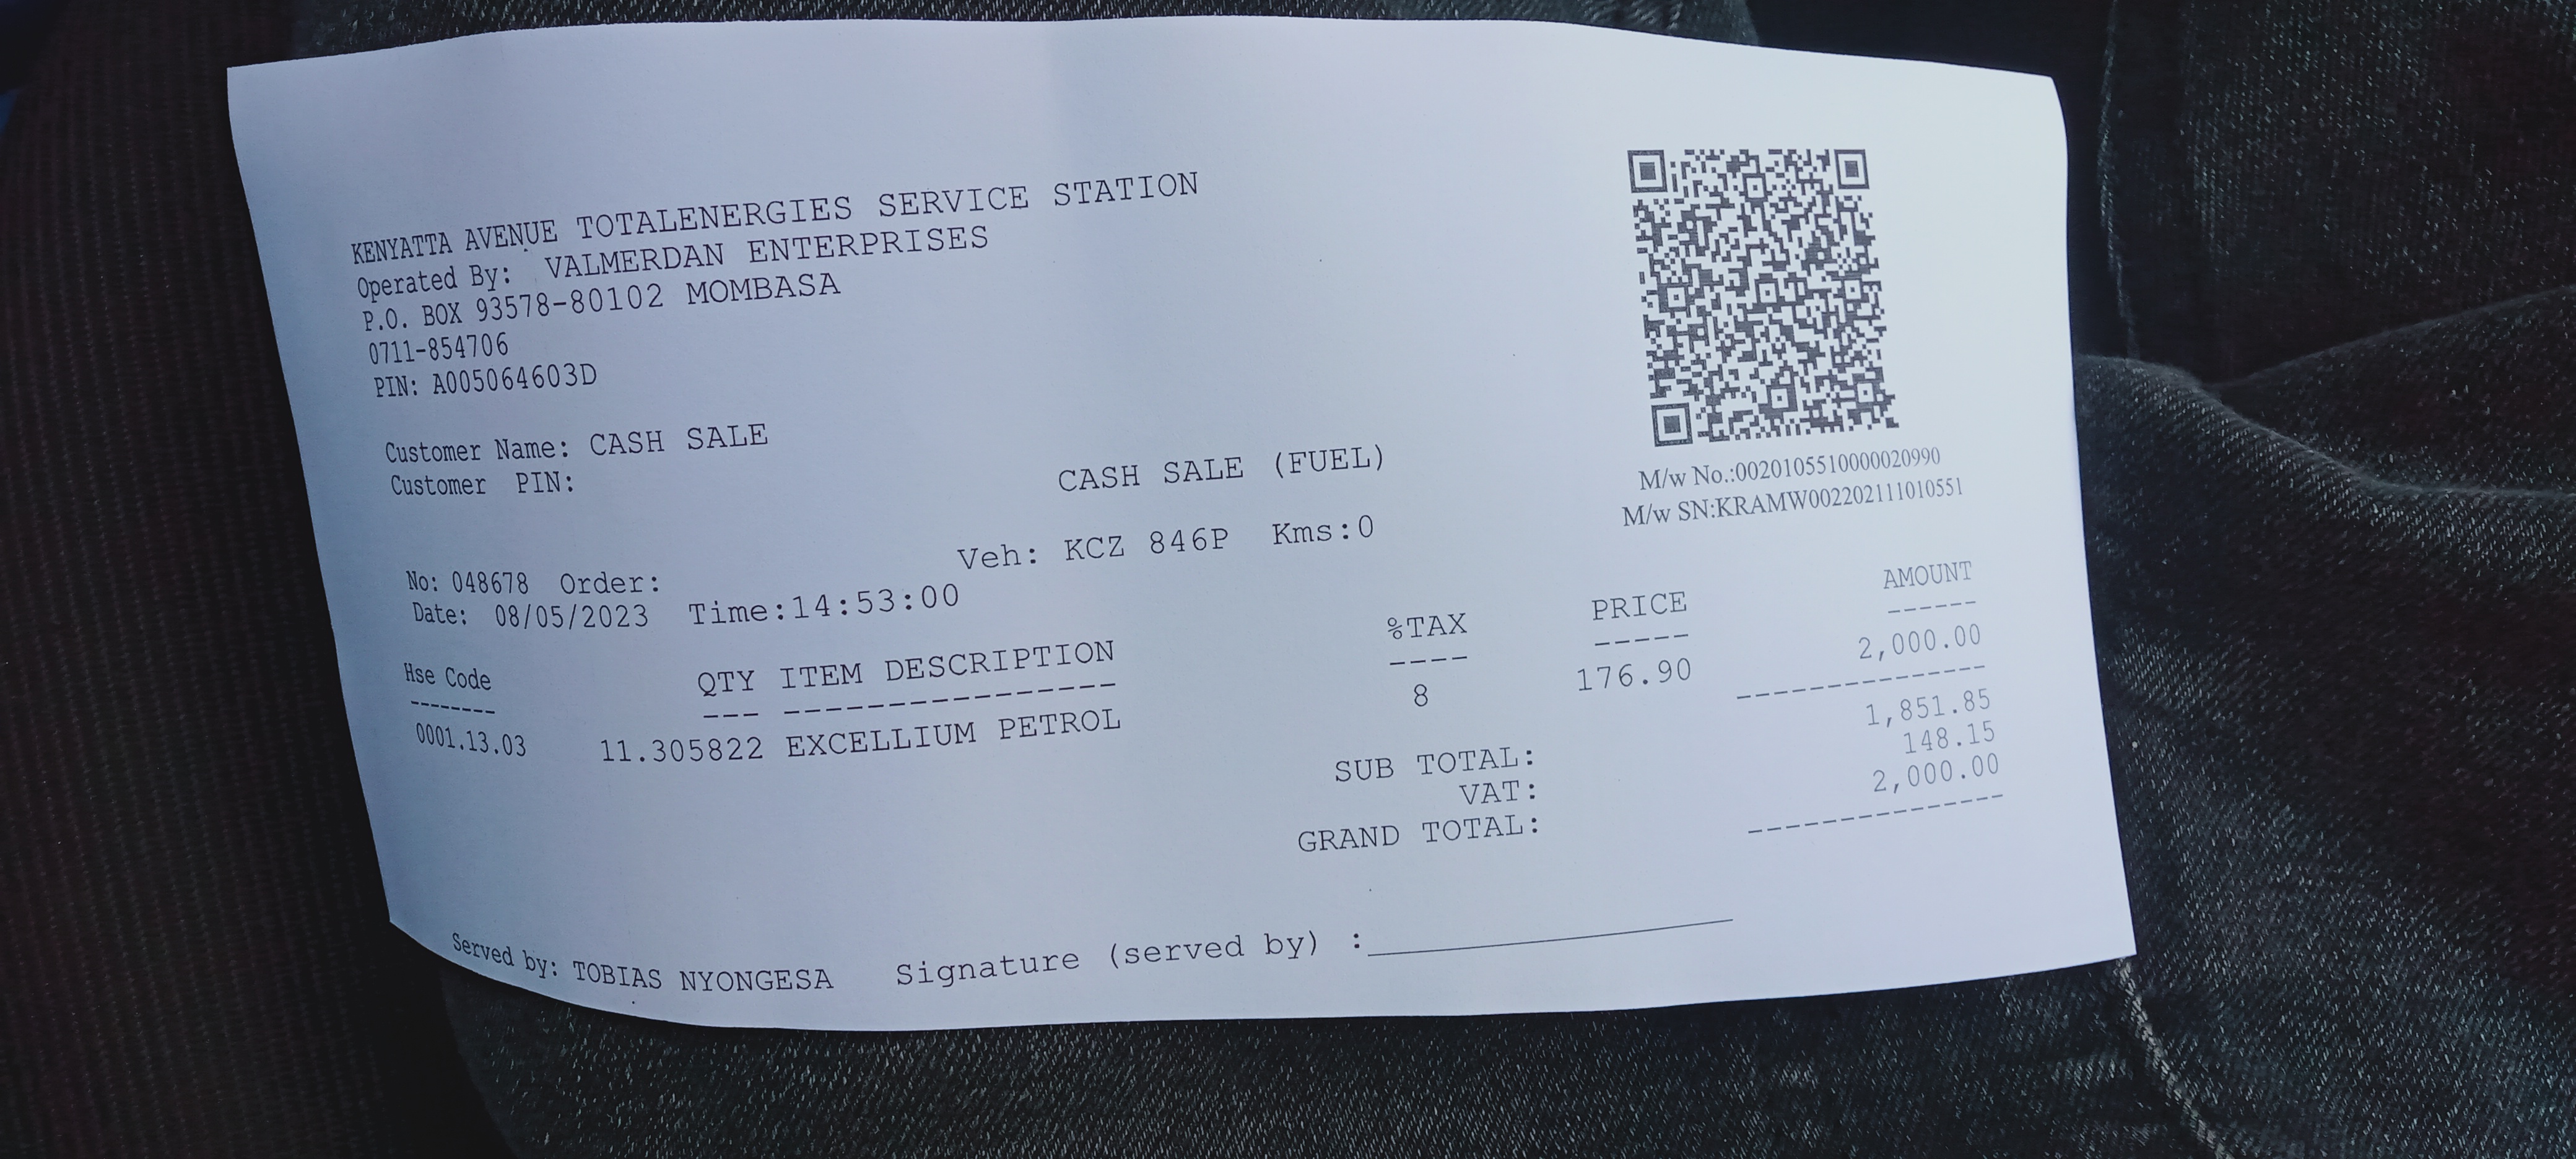 KENYATTA AVENUE TOTALENERGIES SERVICE STATION
Operated By: VALMERDAN ENTERPRISES
P.O. BOX 93578-80102 MOMBASA
0711-854706
PIN: A005064603D
M/w No.:0020105510000020990
M/w SN:KRAMW002202111010551
Customer Name: CASH SALE
Customer PIN:
CASH SALE (FUEL)
Veh: KCZ 846P Kms:0
No: 048678 Order:
Date: 08/05/2023 Time:14:53:00
Hse Code QTY ITEM DESCRIPTION %TAX PRICE AMOUNT
-------- --- ---------------- ---- ----- ------
0001.13.03 11.305822 EXCELLIUM PETROL 8 176.90 2,000.00
--------------
SUB TOTAL: 1,851.85
VAT: 148.15
GRAND TOTAL: 2,000.00
--------------
Served by: TOBIAS NYONGESA Signature (served by) :____________________